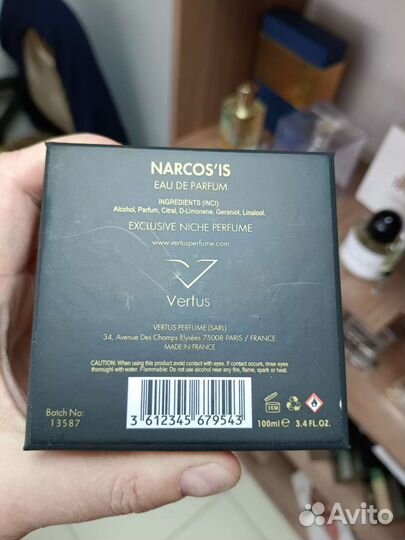 NARCOS'IS
EAU DE PARFUM
INGREDIENTS (INCI):
Alcohol, Parfum, Citral, D-Limonene, Geraniol, Linalool.
EXCLUSIVE NICHE PERFUME
www.vertusperfume.com
Vertus
VERTUS PERFUME (SARL)
34, Avenue Des Champs Elysées 75008 PARIS / FRANCE
MADE IN FRANCE
CAUTION: When using this product avoid contact with eyes. If contact occurs, rinse eyes
thoroughly with water. Flammable: Do not use alcohol near any fire, flame, spark or heat.
Batch No:
13587
3 612345 679543
36M
100ml e 3.4 FL.OZ.
Avito